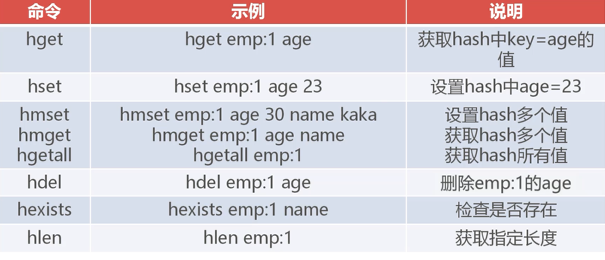 命令 示例 说明
hget hget emp:1 age 获取hash中key=age的
值
hset hset emp:1 age 23 设置hash中age=23
hmset hmset emp:1 age 30 name kaka 设置hash多个值
hmget hmget emp:1 age name 获取hash多个值
hgetall hgetall emp:1 获取hash所有值
hdel hdel emp:1 age 删除emp:1的age
hexists hexists emp:1 name 检查是否存在
hlen hlen emp:1 获取指定长度